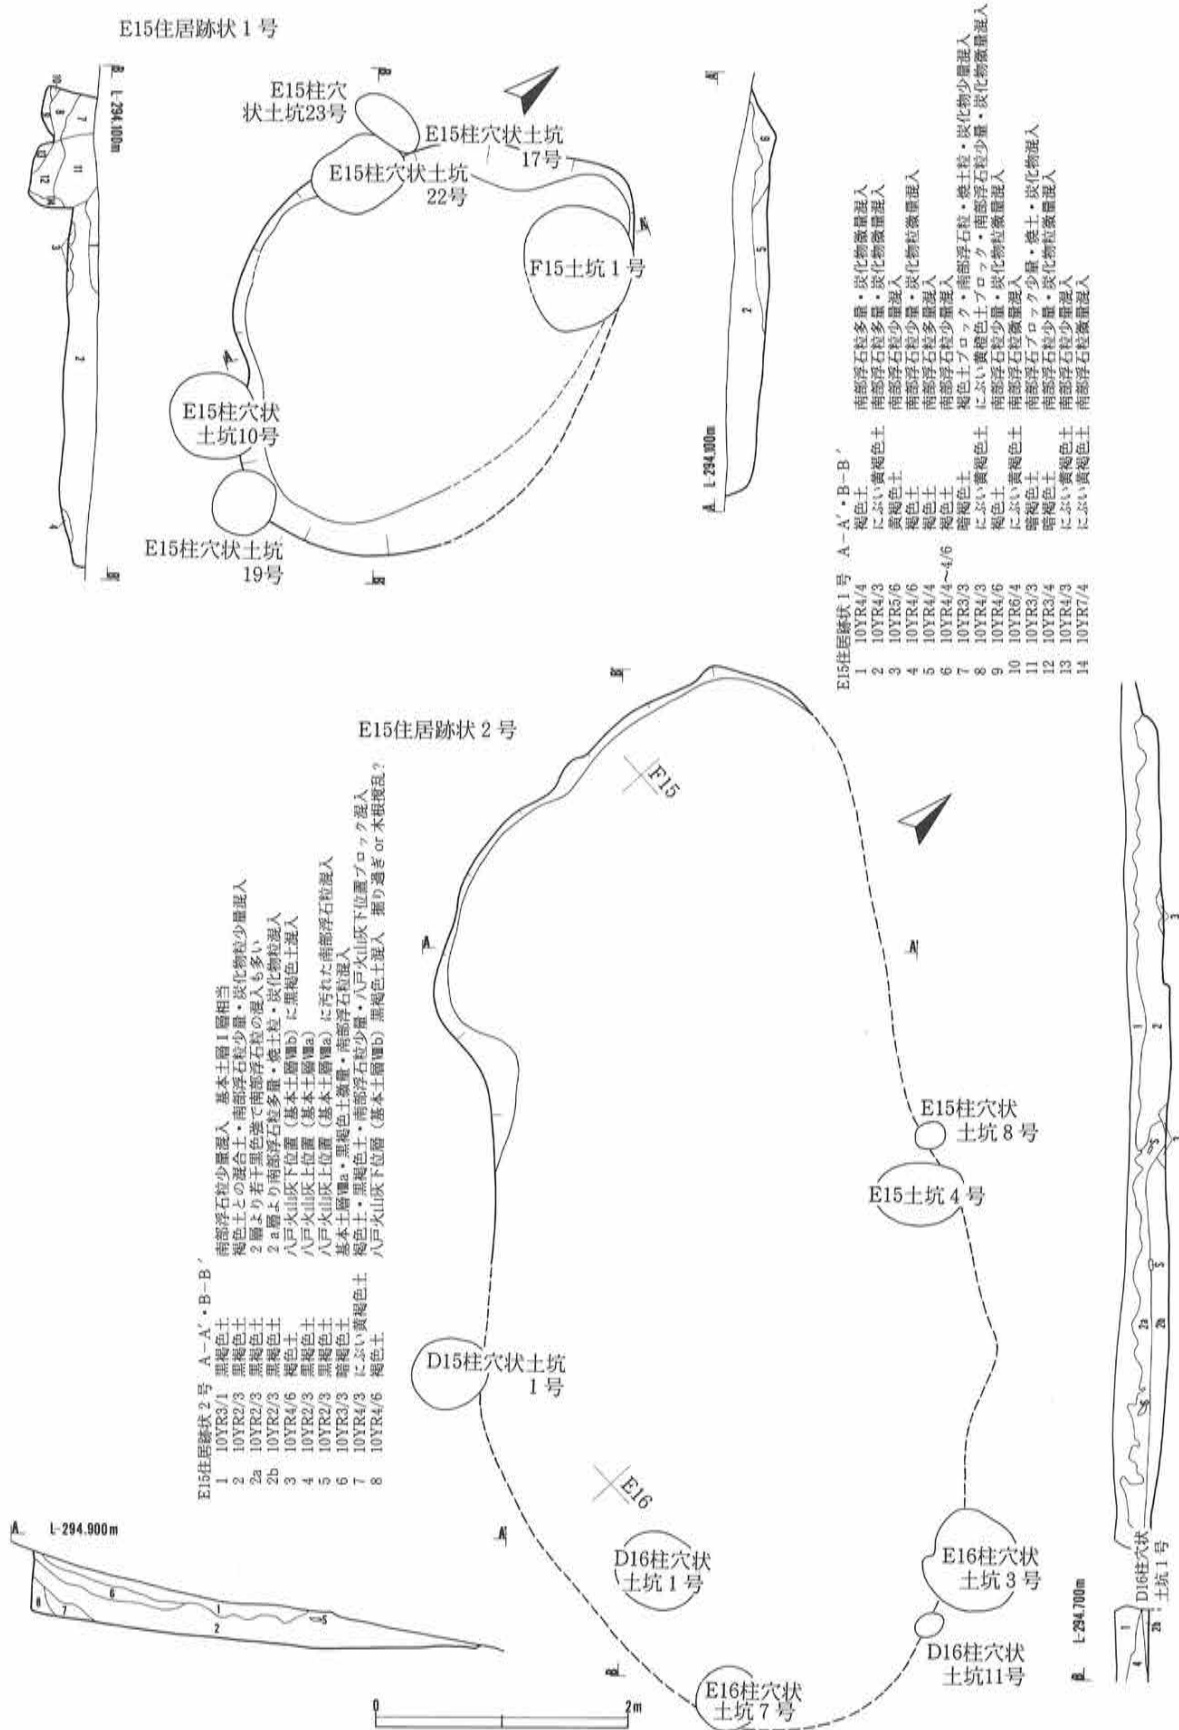 E15住居跡状1号
E15柱穴
状土坑23号
E15柱穴状土坑
17号
E15柱穴状土坑
22号
F15土坑1号
E15柱穴状
土坑10号
E15柱穴状土坑
19号
B L-294.100m
B'
A L-294.100m
A'
E15住居跡状1号 A-A'・B-B'
1 10YR4/4 褐色土 南部浮石粒多量・炭化物微量混入
2 10YR4/3 にぶい黄褐色土 南部浮石粒多量・炭化物微量混入
3 10YR5/6 黄褐色土 南部浮石粒少量混入
4 10YR4/6 褐色土 南部浮石粒少量・炭化物粒微量混入
5 10YR4/4 褐色土 南部浮石粒多量混入
6 10YR4/4～4/6 褐色土 南部浮石粒少量混入
7 10YR3/3 暗褐色土 褐色土ブロック・南部浮石粒・焼土粒・炭化物少量混入
8 10YR4/3 にぶい黄褐色土 にぶい黄橙色土ブロック・南部浮石粒少量・炭化物微量混入
9 10YR4/6 褐色土 南部浮石粒少量・炭化物粒微量混入
10 10YR6/4 にぶい黄橙色土 南部浮石粒微量混入
11 10YR3/3 暗褐色土 南部浮石ブロック少量・焼土・炭化物混入
12 10YR3/4 暗褐色土 南部浮石粒少量・炭化物粒微量混入
13 10YR4/3 にぶい黄褐色土 南部浮石粒少量混入
14 10YR7/4 にぶい黄橙色土 南部浮石粒微量混入
E15住居跡状2号
F15
E15柱穴状
土坑8号
E15土坑4号
D15柱穴状土坑
1号
E16
D16柱穴状
土坑1号
E16柱穴状
土坑3号
D16柱穴状
土坑11号
E16柱穴状
土坑7号
E15住居跡状2号 A-A'・B-B'
1 10YR3/1 黒褐色土 南部浮石粒少量混入 基本土層Ⅰ層相当
2 10YR2/3 黒褐色土 褐色土との混合土・南部浮石粒少量・炭化物粒少量混入
2a 10YR2/3 黒褐色土 2層より若干黒色強で南部浮石粒の混入も多い
2b 10YR2/3 黒褐色土 2a層より南部浮石粒多量・焼土粒・炭化物粒混入
3 10YR4/6 褐色土 八戸火山灰下位置（基本土層Ⅷb）に黒褐色土混入
4 10YR2/3 黒褐色土 八戸火山灰上位置（基本土層Ⅷa）
5 10YR2/3 黒褐色土 八戸火山灰上位置（基本土層Ⅷa）に汚れた南部浮石粒混入
6 10YR3/3 暗褐色土 基本土層Ⅷa・黒褐色土微量・南部浮石粒混入
7 10YR4/3 にぶい黄褐色土 褐色土・黒褐色土・南部浮石粒少量・八戸火山灰下位置ブロック混入
8 10YR4/6 褐色土 八戸火山灰下位層（基本土層Ⅷb）黒褐色土混入 掘り過ぎor木根撹乱？
A L-294.900m
A'
B L-294.700m
D16柱穴状
土坑1号
0 2m